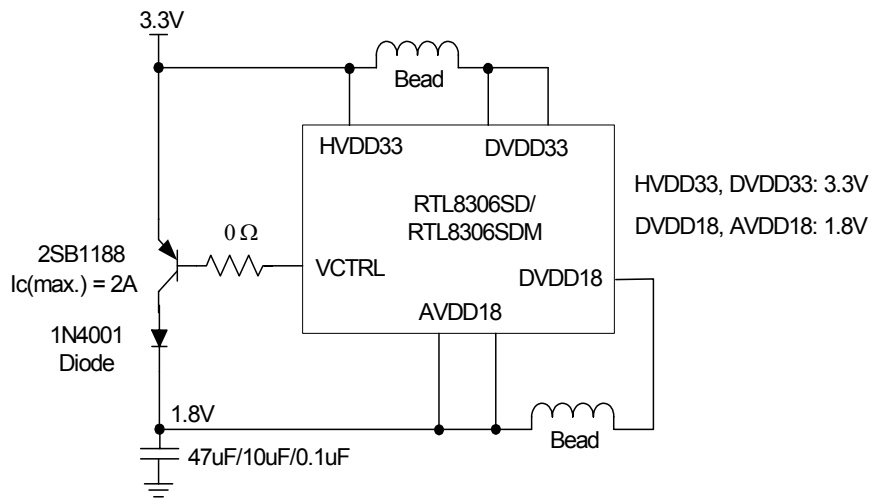 3.3V
Bead
HVDD33
DVDD33
RTL8306SD/
RTL8306SDM
HVDD33, DVDD33: 3.3V
DVDD18, AVDD18: 1.8V
0 Ω
2SB1188
Ic(max.) = 2A
VCTRL
DVDD18
AVDD18
1N4001
Diode
1.8V
Bead
47uF/10uF/0.1uF